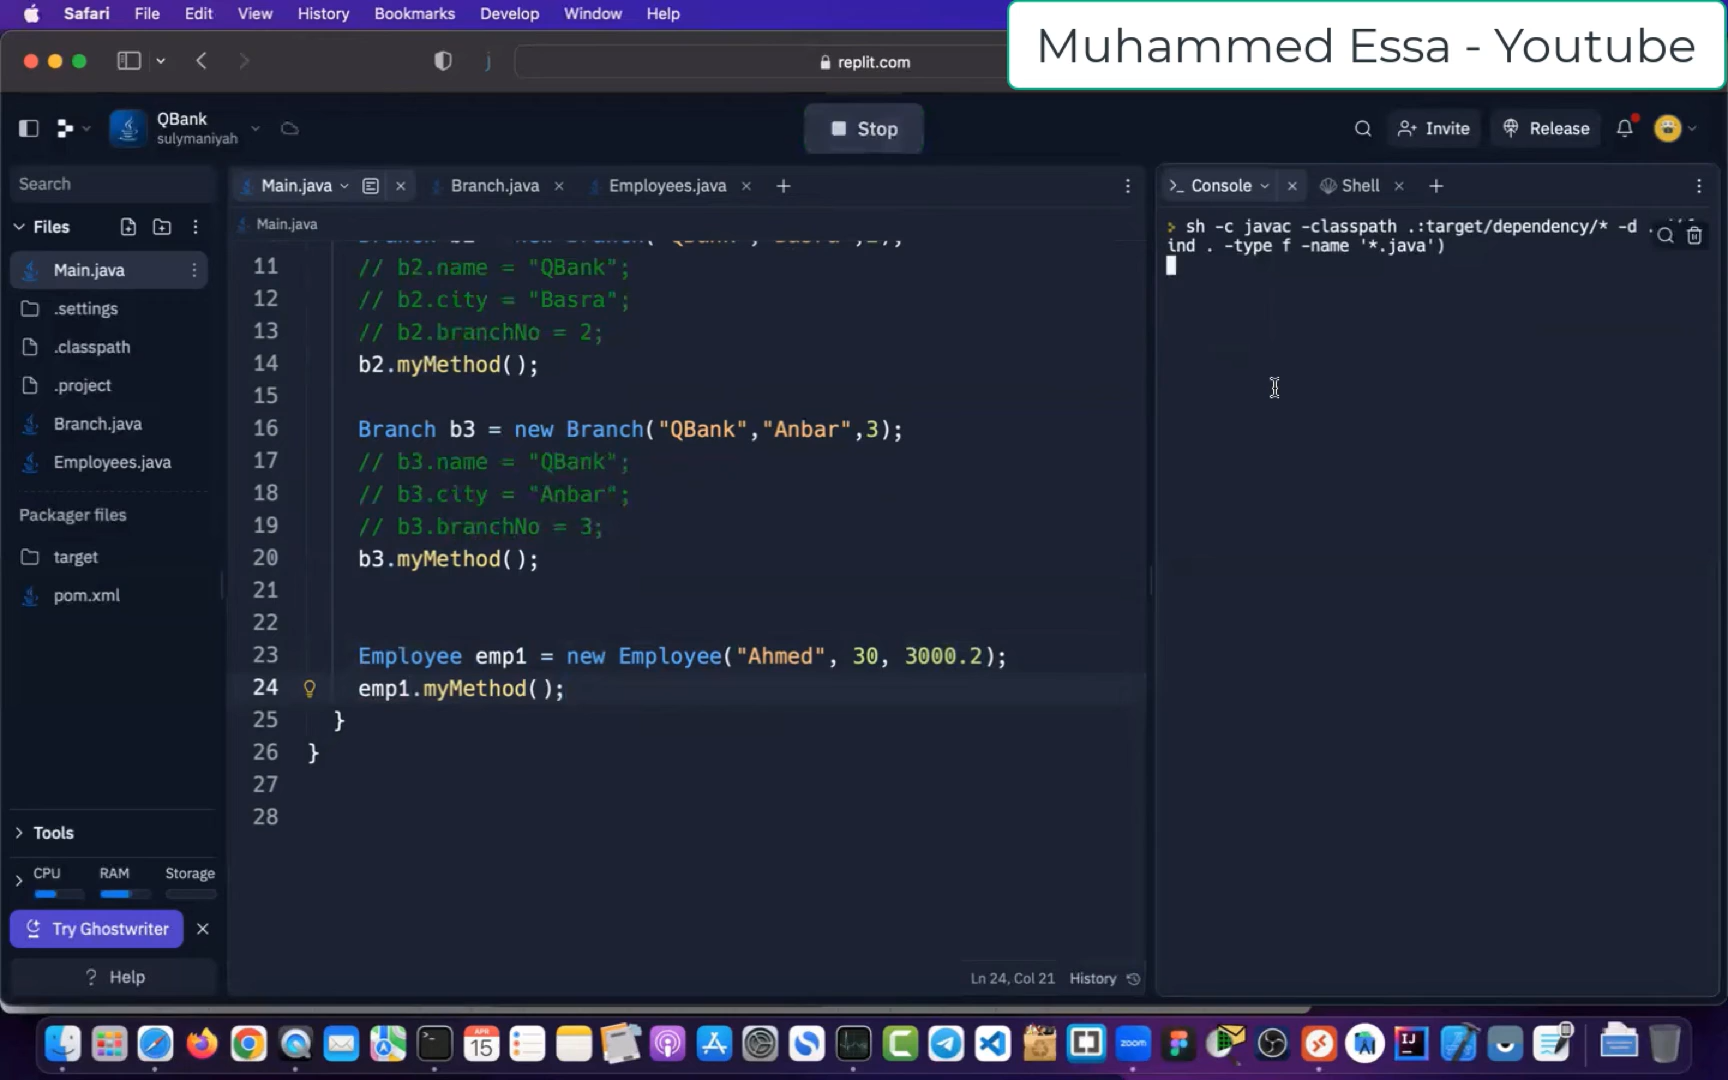 Safari File Edit View History Bookmarks Develop Window Help
Muhammed Essa - Youtube
j replit.com
QBank
sulymaniyah
Stop
Invite Release
Search
Main.java Branch.java Employees.java
>_ Console Shell
Files
Main.java
Main.java
.settings
.classpath
.project
Branch.java
Employees.java
Packager files
target
pom.xml
Tools
CPU RAM Storage
Try Ghostwriter
? Help
11 // b2.name = "QBank";
12 // b2.city = "Basra";
13 // b2.branchNo = 2;
14 b2.myMethod();
15
16 Branch b3 = new Branch("QBank","Anbar",3);
17 // b3.name = "QBank";
18 // b3.city = "Anbar";
19 // b3.branchNo = 3;
20 b3.myMethod();
21
22
23 Employee emp1 = new Employee("Ahmed", 30, 3000.2);
24 emp1.myMethod();
25 }
26 }
27
28
Ln 24, Col 21 History
sh -c javac -classpath .:target/dependency/* -d .
ind . -type f -name '*.java')
APR
15
zoom
IJ